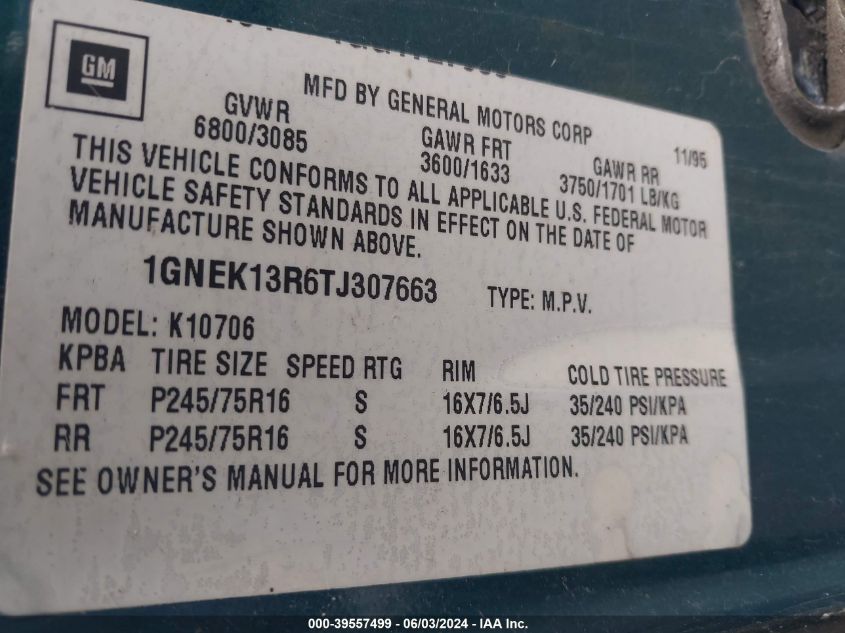 GM
MFD BY GENERAL MOTORS CORP
11/95
GVWR GAWR FRT GAWR RR
6800/3085 3600/1633 3750/1701 LB/KG
THIS VEHICLE CONFORMS TO ALL APPLICABLE U.S. FEDERAL MOTOR
VEHICLE SAFETY STANDARDS IN EFFECT ON THE DATE OF
MANUFACTURE SHOWN ABOVE.
1GNEK13R6TJ307663 TYPE: M.P.V.
MODEL: K10706
KPBA TIRE SIZE SPEED RTG RIM COLD TIRE PRESSURE
FRT P245/75R16 S 16X7/6.5J 35/240 PSI/KPA
RR P245/75R16 S 16X7/6.5J 35/240 PSI/KPA
SEE OWNER'S MANUAL FOR MORE INFORMATION.
000-39557499 - 06/03/2024 - IAA Inc.